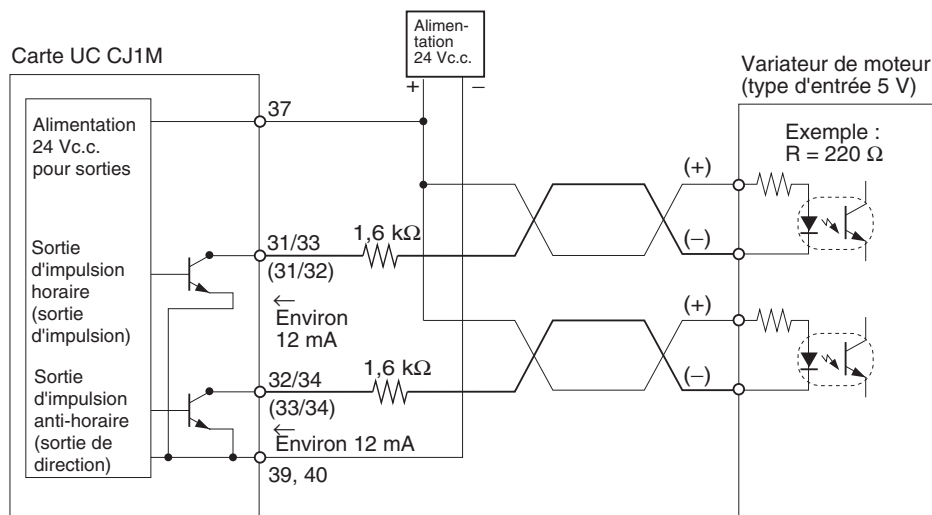 Carte UC CJ1M
Alimen-
tation
24 Vc.c.
+
–
Variateur de moteur
(type d'entrée 5 V)
Alimentation
24 Vc.c.
pour sorties
37
Exemple :
R = 220 Ω
(+)
Sortie
d'impulsion
horaire
(sortie
d'impulsion)
31/33
(31/32)
1,6 kΩ
(–)
←
Environ
12 mA
(+)
Sortie
d'impulsion
anti-horaire
(sortie de
direction)
32/34
(33/34)
1,6 kΩ
(–)
←
Environ 12 mA
39, 40